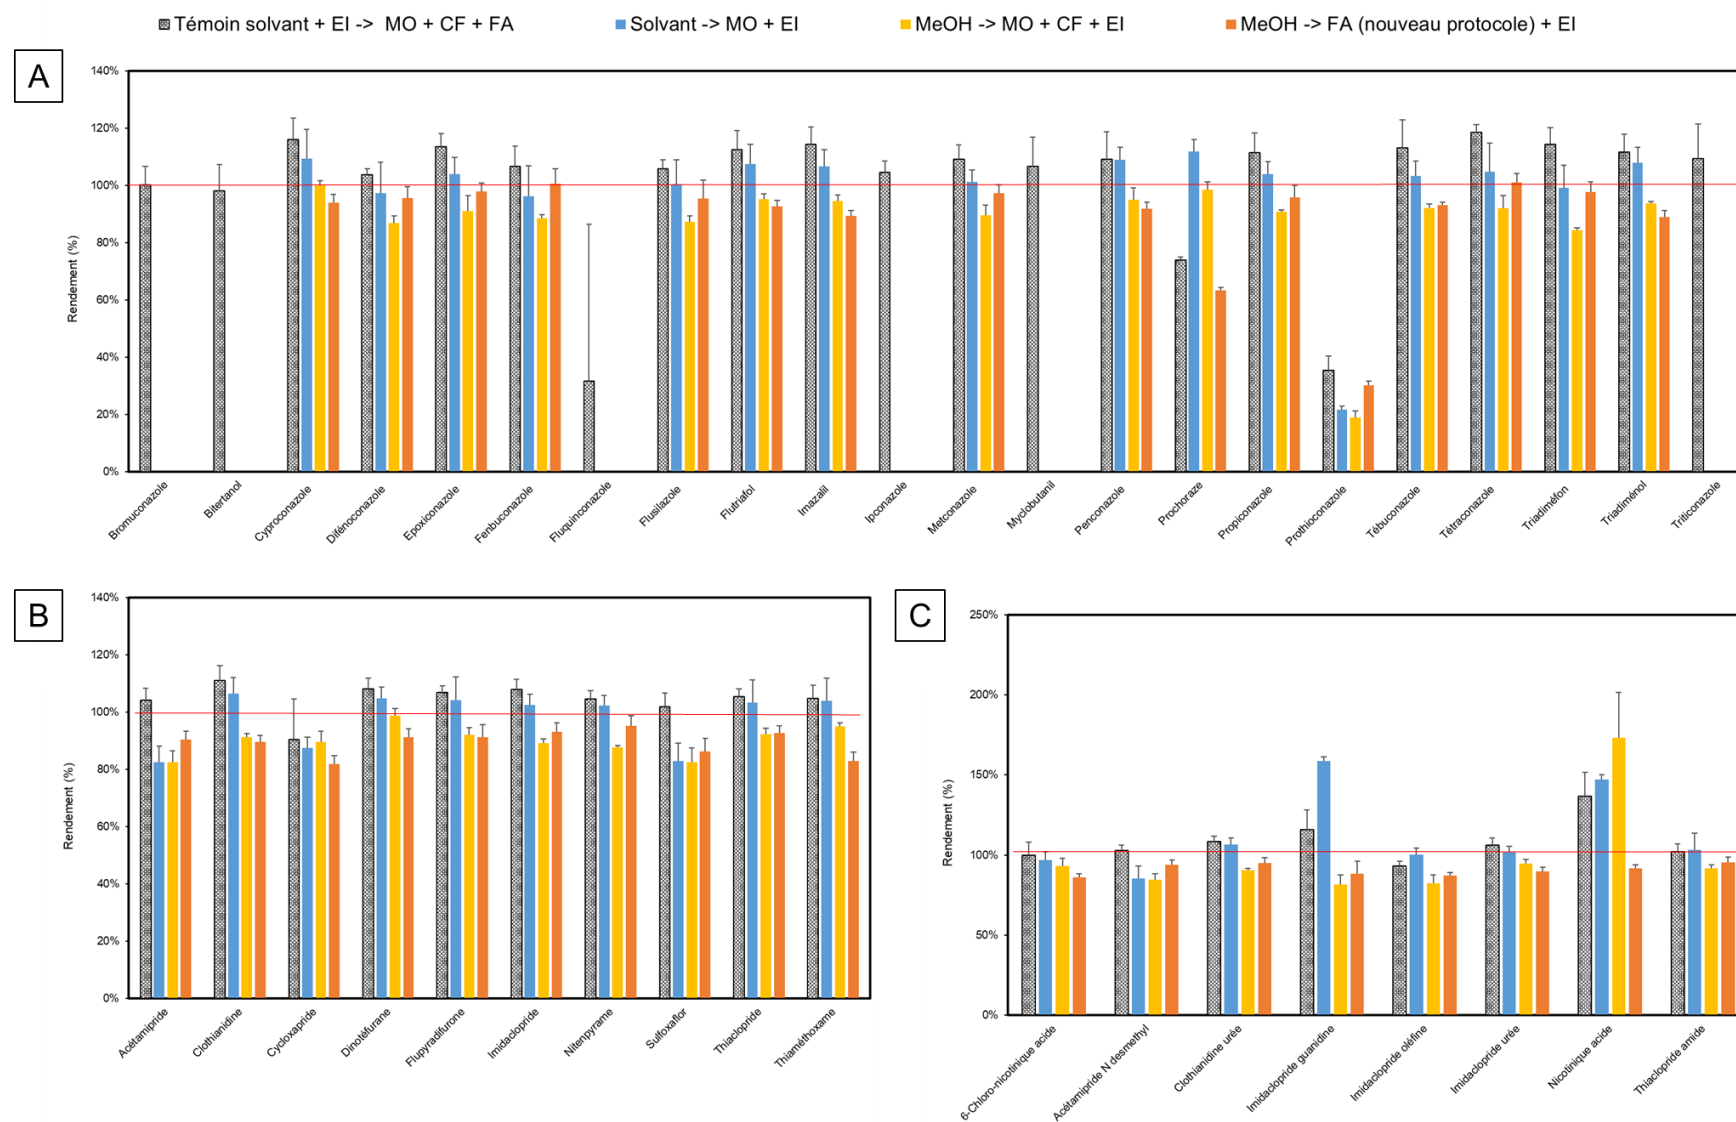 Témoin solvant + EI -> MO + CF + FA
Solvant -> MO + EI
MeOH -> MO + CF + EI
MeOH -> FA (nouveau protocole) + EI
A
140%
120%
100%
80%
60%
40%
20%
0%
Rendement (%)
Bromuconazole
Bitertanol
Cyproconazole
Difénoconazole
Epoxiconazole
Fenbuconazole
Fluquinconazole
Flusilazole
Flutriafol
Imazalil
Ipconazole
Metconzole
Myclobutanil
Penconazole
Prochoraze
Propiconazole
Prothioconazole
Tébuconazole
Tétraconazole
Triadiméfon
Triadiménol
Triticonazole
B
140%
120%
100%
80%
60%
40%
20%
0%
Rendement (%)
Acétamipride
Clothianidine
Cycloxapride
Dinotéfurane
Flupyradifurone
Imidaclopride
Nitenpyrame
Sulfoxaflor
Thiaclopride
Thiaméthoxame
C
250%
200%
150%
100%
50%
0%
Rendement (%)
6-Chloro-nicotinique acide
Acétamipride N desmethyl
Clothianidine urée
Imidaclopride guanidine
Imidaclopride oléfine
Imidaclopride urée
Nicotinique acide
Thiaclopride amide